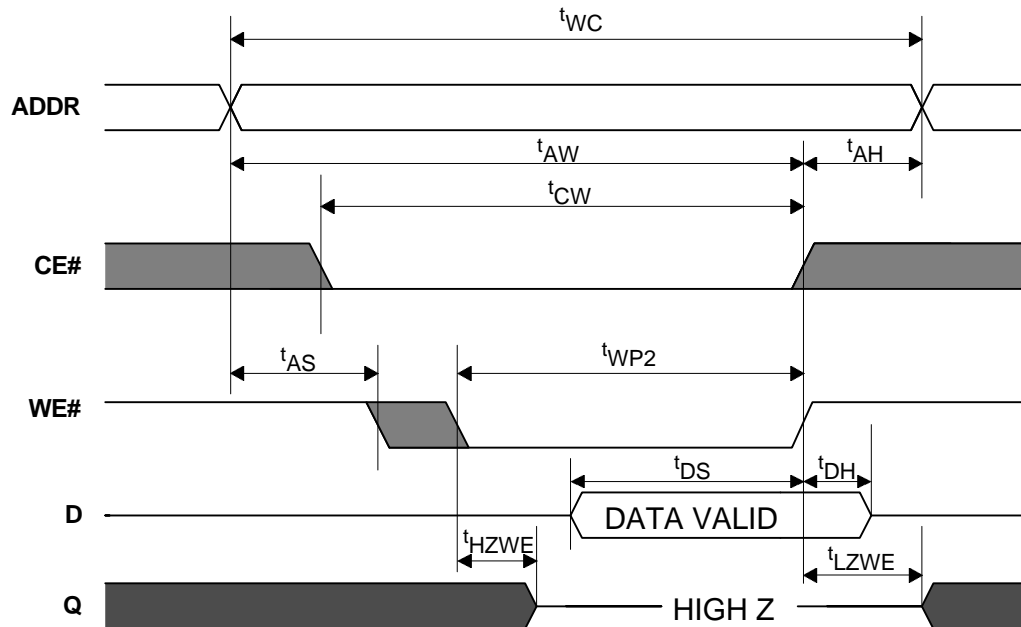 tWC
ADDR
tAW
tAH
tCW
CE#
tAS
tWP2
WE#
tDS
tDH
D
DATA VALID
tHZWE
tLZWE
Q
HIGH Z